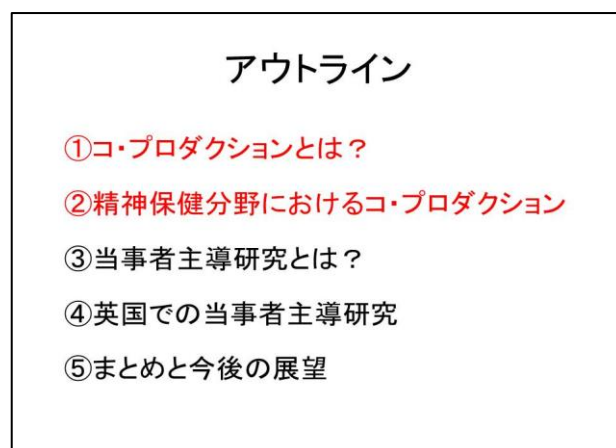 アウトライン
①コ・プロダクションとは？
②精神保健分野におけるコ・プロダクション
③当事者主導研究とは？
④英国での当事者主導研究
⑤まとめと今後の展望